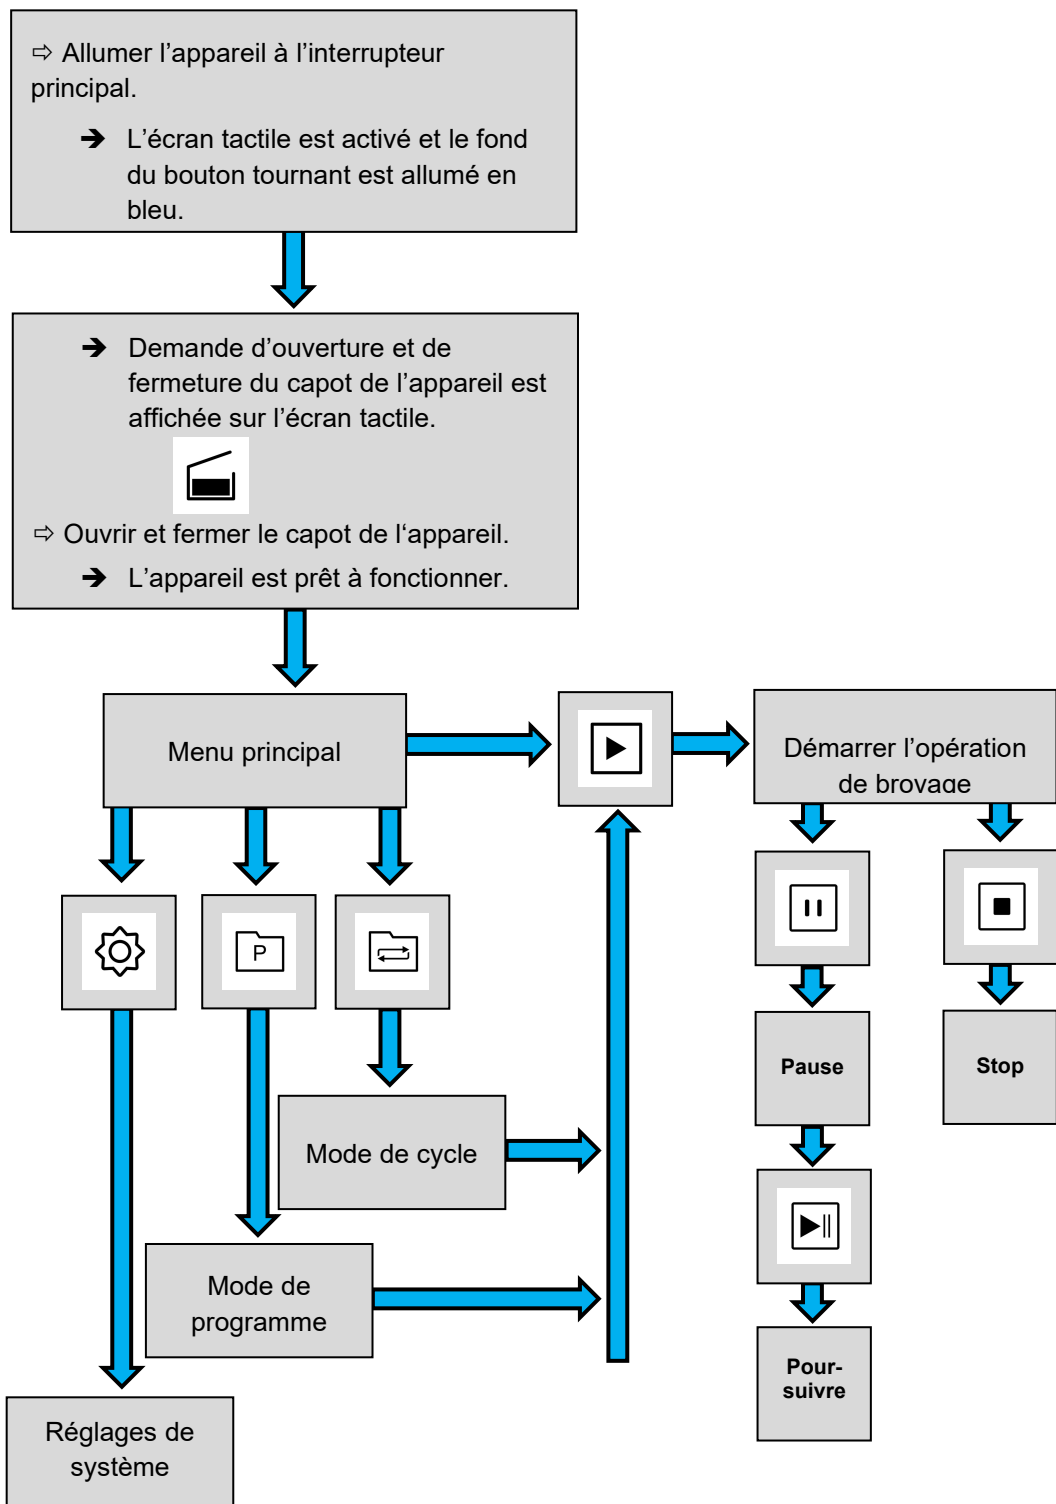 ⇨ Allumer l’appareil à l’interrupteur
principal.
➔ L’écran tactile est activé et le fond
du bouton tournant est allumé en
bleu.
➔ Demande d’ouverture et de
fermeture du capot de l’appareil est
affichée sur l’écran tactile.
⇨ Ouvrir et fermer le capot de l‘appareil.
➔ L’appareil est prêt à fonctionner.
Menu principal
Démarrer l’opération
de broyage
P
Pause
Stop
Mode de cycle
Mode de
programme
Pour-
suivre
Réglages de
système